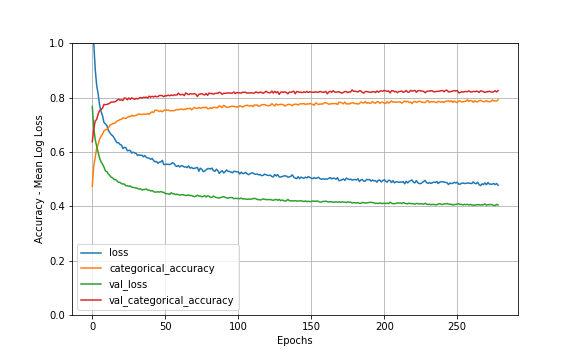 1.0
0.8
0.6
0.4
0.2
0.0
Accuracy - Mean Log Loss
loss
categorical_accuracy
val_loss
val_categorical_accuracy
0 50 100 150 200 250
Epochs